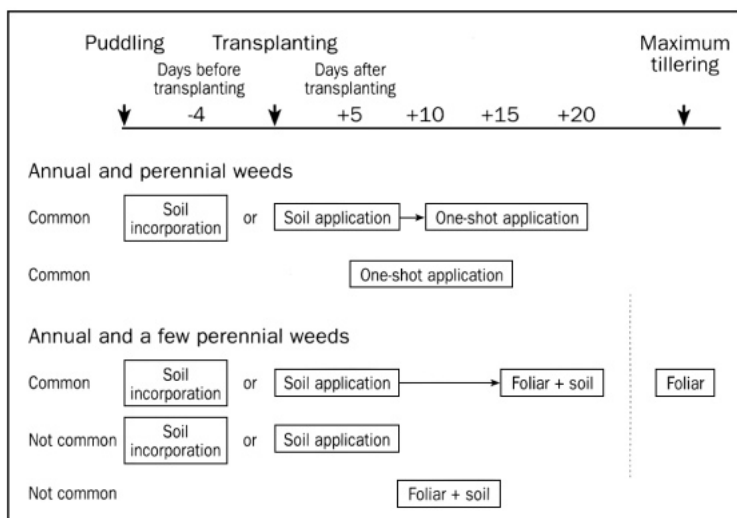 Puddling Transplanting Maximum tillering
Days before transplanting Days after transplanting
-4 +5 +10 +15 +20
Annual and perennial weeds
Common Soil incorporation or Soil application One-shot application
Common One-shot application
Annual and a few perennial weeds
Common Soil incorporation or Soil application Foliar + soil Foliar
Not common Soil incorporation or Soil application
Not common Foliar + soil